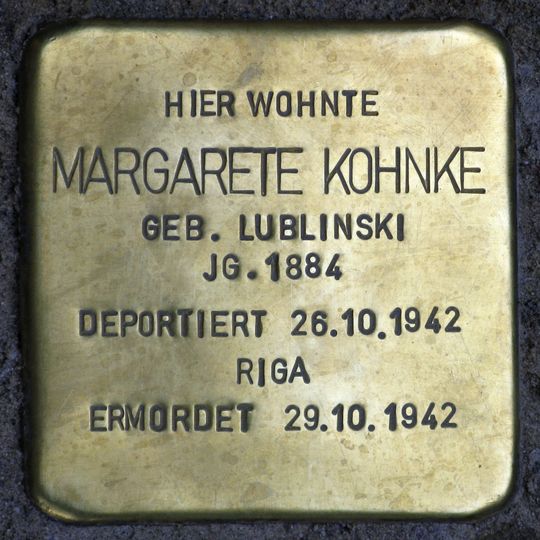 HIER WOHNTE
MARGARETE KOHNKE
GEB. LUBLINSKI
JG. 1884
DEPORTIERT 26.10.1942
RIGA
ERMORDET 29.10.1942